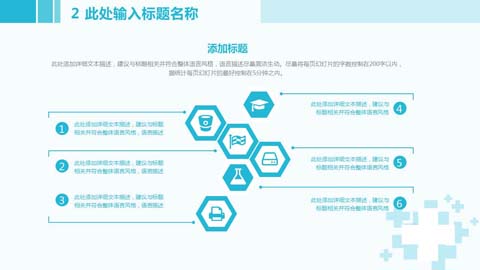 2 此处输入标题名称
添加标题
此处添加详细文本描述，建议与标题相关并符合整体语言风格，语言描述尽量简洁生动。尽量将每页幻灯片的字数控制在200字以内，
据统计每页幻灯片的最好控制在5分钟之内。
1
此处添加详细文本描述，建议与标题
相关并符合整体语言风格，语言描述
2
此处添加详细文本描述，建议与标题
相关并符合整体语言风格，语言描述
3
此处添加详细文本描述，建议与标题
相关并符合整体语言风格，语言描述
此处添加详细文本描述，建议与
标题相关并符合整体语言风格
4
此处添加详细文本描述，建议与
标题相关并符合整体语言风格
5
此处添加详细文本描述，建议与
标题相关并符合整体语言风格
6